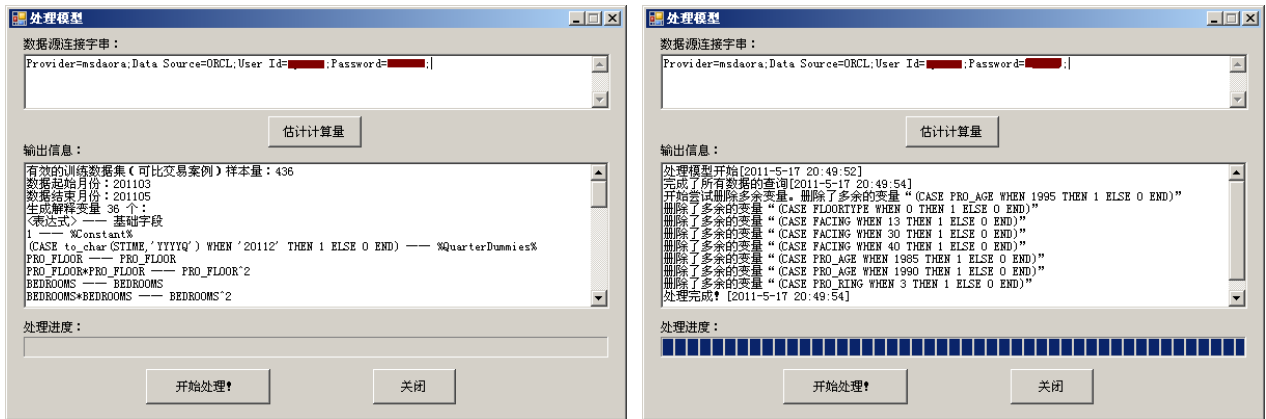 处理模型
数据源连接字串：
Provider=msdaora;Data Source=ORCL;User Id= ;Password= ;
估计计算量
输出信息：
有效的训练数据集(可比交易案例)样本量：436
数据起始月份：201103
数据结束月份：201105
生成解释变量 36 个：
<表达式> —— 基础字段
1 —— %Constant%
(CASE to_char(STIME,'YYYYQ') WHEN '20112' THEN 1 ELSE 0 END) —— %QuarterDummies%
PRO_FLOOR —— PRO_FLOOR
PRO_FLOOR*PRO_FLOOR —— PRO_FLOOR^2
BEDROOMS —— BEDROOMS
BEDROOMS*BEDROOMS —— BEDROOMS^2
处理进度：
开始处理!
关闭
处理模型
数据源连接字串：
Provider=msdaora;Data Source=ORCL;User Id= ;Password= ;
估计计算量
输出信息：
处理模型开始[2011-5-17 20:49:52]
完成了所有数据的查询[2011-5-17 20:49:54]
开始尝试删除多余变量。删除了多余的变量“(CASE PRO_AGE WHEN 1995 THEN 1 ELSE 0 END)”
删除了多余的变量“(CASE FLOORTYPE WHEN 0 THEN 1 ELSE 0 END)”
删除了多余的变量“(CASE FACING WHEN 13 THEN 1 ELSE 0 END)”
删除了多余的变量“(CASE FACING WHEN 30 THEN 1 ELSE 0 END)”
删除了多余的变量“(CASE FACING WHEN 40 THEN 1 ELSE 0 END)”
删除了多余的变量“(CASE PRO_AGE WHEN 1985 THEN 1 ELSE 0 END)”
删除了多余的变量“(CASE PRO_AGE WHEN 1990 THEN 1 ELSE 0 END)”
删除了多余的变量“(CASE PRO_RING WHEN 3 THEN 1 ELSE 0 END)”
处理完成! [2011-5-17 20:49:54]
处理进度：
开始处理!
关闭